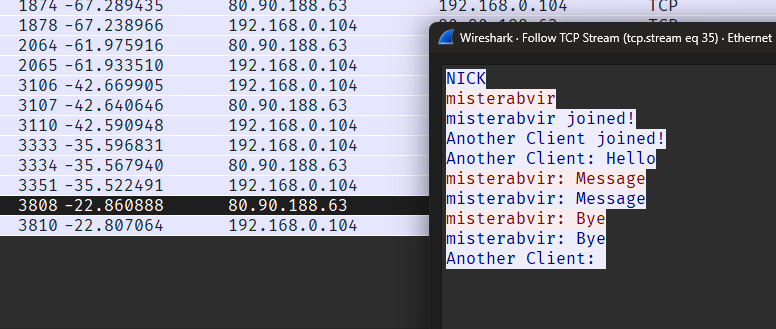 1874 -67.289435 80.90.188.63 192.168.0.104 TCP
1878 -67.238966 192.168.0.104
2064 -61.975916 80.90.188.63
2065 -61.933510 192.168.0.104
3106 -42.669905 192.168.0.104
3107 -42.640646 80.90.188.63
3110 -42.590948 192.168.0.104
3333 -35.596831 192.168.0.104
3334 -35.567940 80.90.188.63
3351 -35.522491 192.168.0.104
3808 -22.860888 80.90.188.63
3810 -22.807064 192.168.0.104
Wireshark · Follow TCP Stream (tcp.stream eq 35) · Ethernet
NICK
misterabvir
misterabvir joined!
Another Client joined!
Another Client: Hello
misterabvir: Message
misterabvir: Message
misterabvir: Bye
misterabvir: Bye
Another Client: